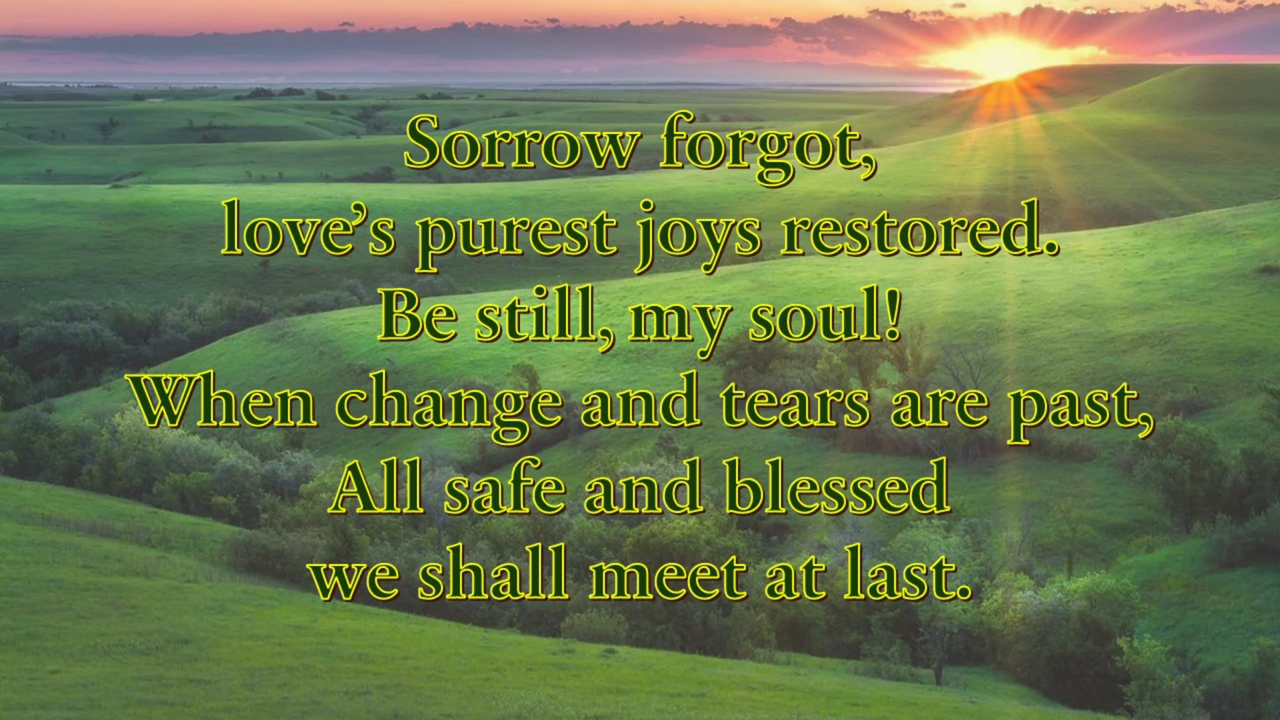 Sorrow forgot,
love’s purest joys restored.
Be still, my soul!
When change and tears are past,
All safe and blessed
we shall meet at last.